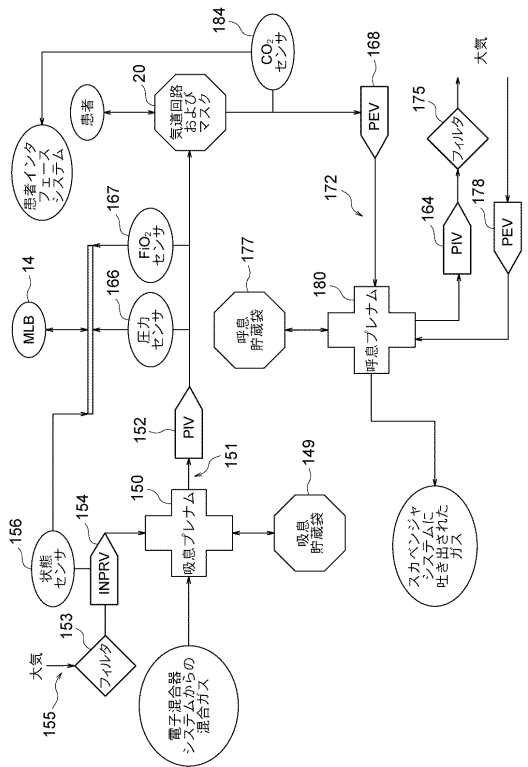 184
CO₂
センサ
患者インタ
フェース
システム
患者
20
気道回路
および
マスク
168
PEV
172
大気
175
フィルタ
164
PIV
178
PEV
14
MLB
167
FiO₂
センサ
166
圧力
センサ
177
呼息
貯蔵袋
180
呼息プレナム
156
状態
センサ
154
INPRV
153
フィルタ
大気
155
152
PIV
151
150
吸息プレナム
149
吸息
貯蔵袋
電子混合器
システムからの
混合ガス
スカベンジャ
システムに
吐き出された
ガス